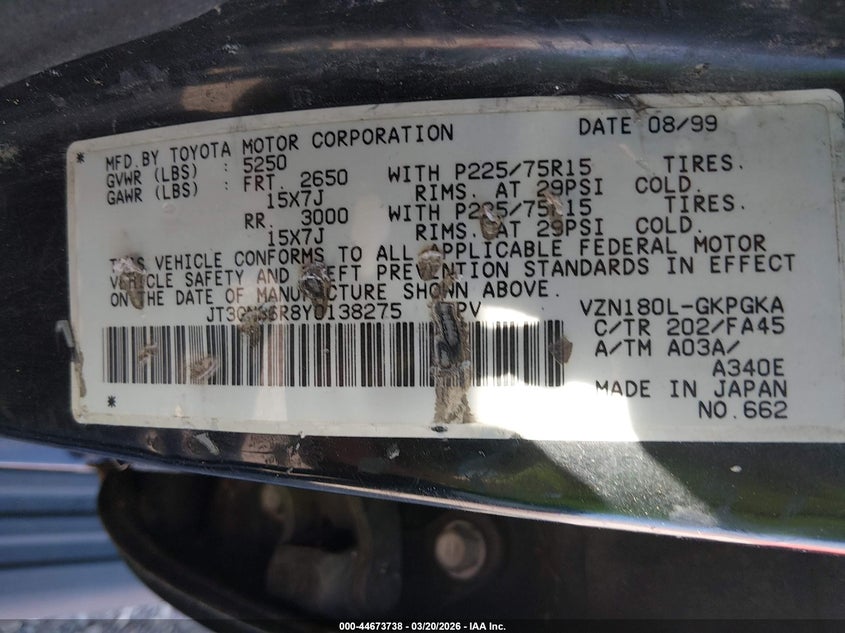 DATE 08/99
* MFD.BY TOYOTA MOTOR CORPORATION
GVWR (LBS) : 5250
GAWR (LBS) : FRT. 2650 WITH P225/75R15 TIRES.
15X7J RIMS. AT 29PSI COLD.
RR. 3000 WITH P225/75R15 TIRES.
15X7J RIMS. AT 29PSI COLD.
THIS VEHICLE CONFORMS TO ALL APPLICABLE FEDERAL MOTOR
VEHICLE SAFETY AND THEFT PREVENTION STANDARDS IN EFFECT
ON THE DATE OF MANUFACTURE SHOWN ABOVE.
VZN180L-GKPGKA
C/TR 202/FA45
A/TM A03A/
A340E
MADE IN JAPAN
* NO.662
000-44673738 - 03/20/2026 - IAA Inc.